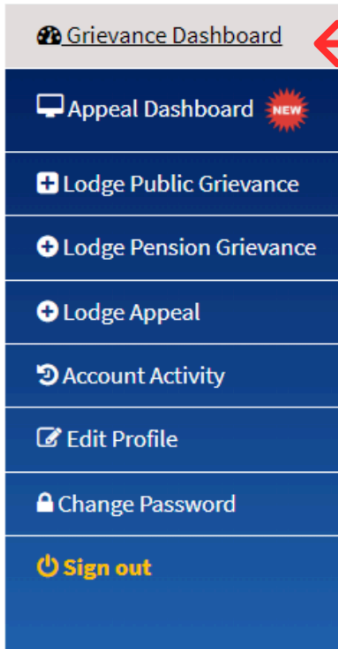 Grievance Dashboard
Appeal Dashboard NEW
Lodge Public Grievance
Lodge Pension Grievance
Lodge Appeal
Account Activity
Edit Profile
Change Password
Sign out